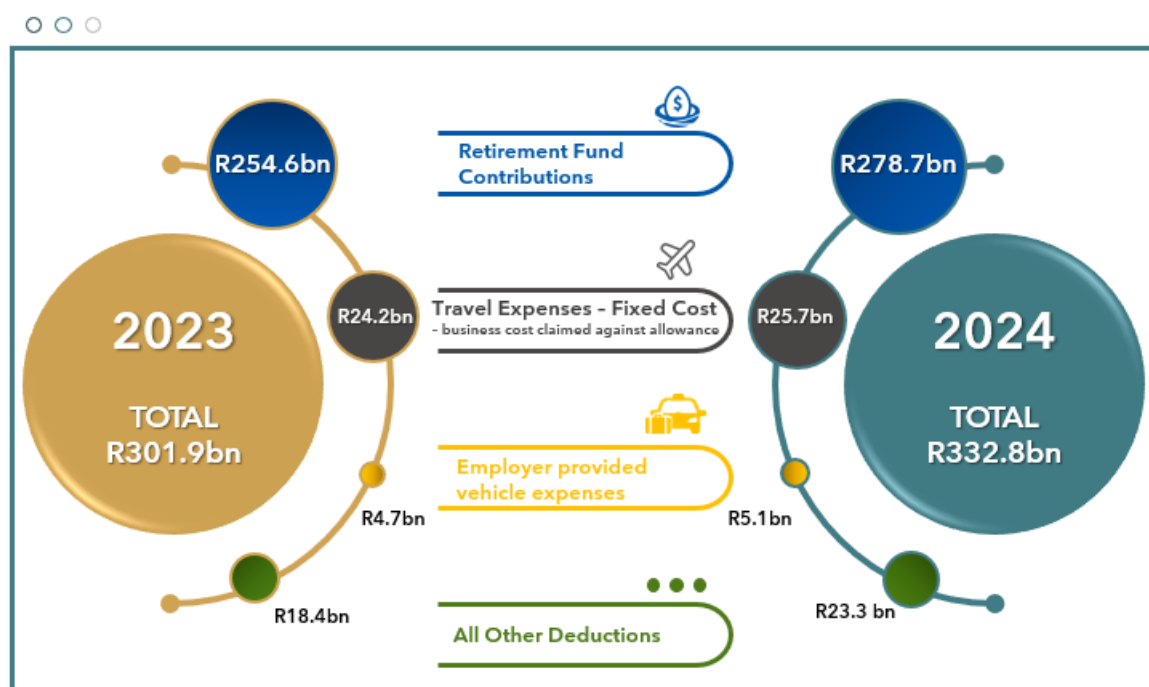 R254.6bn
$
Retirement Fund
Contributions
R278.7bn
R24.2bn
Travel Expenses - Fixed Cost
- business cost claimed against allowance
R25.7bn
2023
TOTAL
R301.9bn
2024
TOTAL
R332.8bn
Employer provided
vehicle expenses
R4.7bn
R5.1bn
R18.4bn
All Other Deductions
R23.3 bn